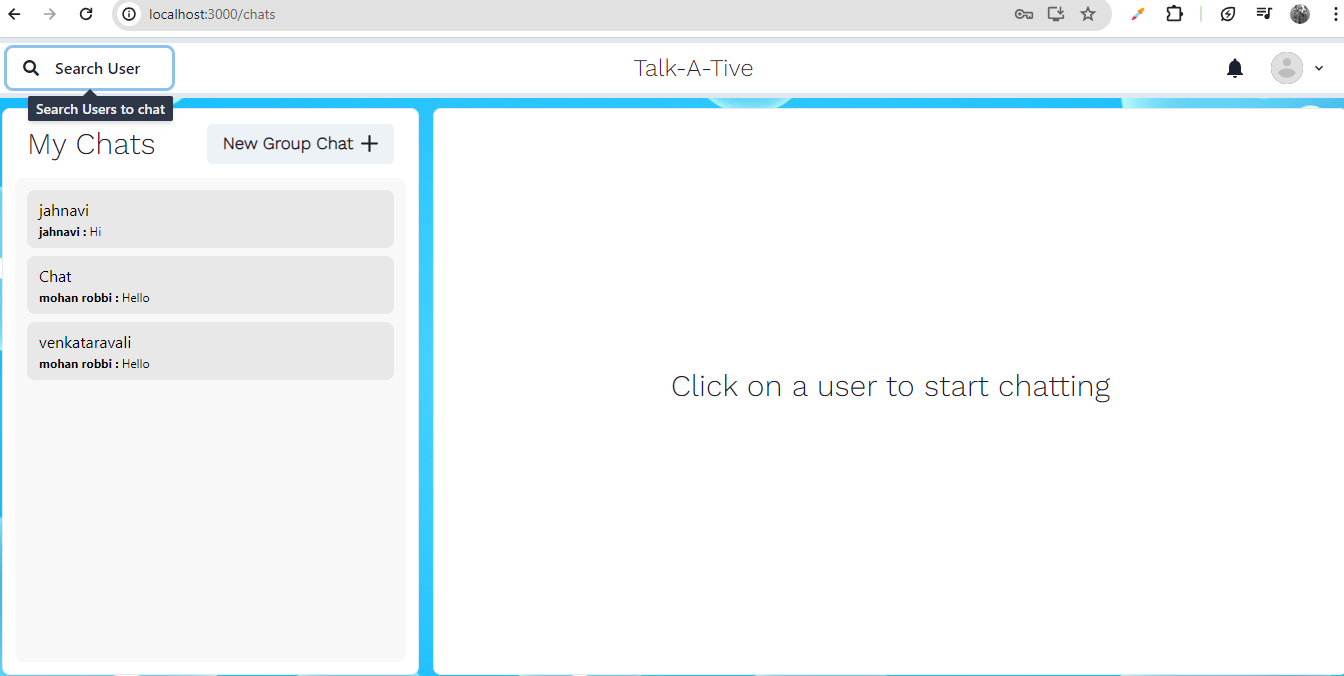 localhost:3000/chats
Search User
Talk-A-Tive
Search Users to chat
My Chats
New Group Chat
jahnavi
jahnavi : Hi
Chat
mohan robbi : Hello
venkataravali
mohan robbi : Hello
Click on a user to start chatting